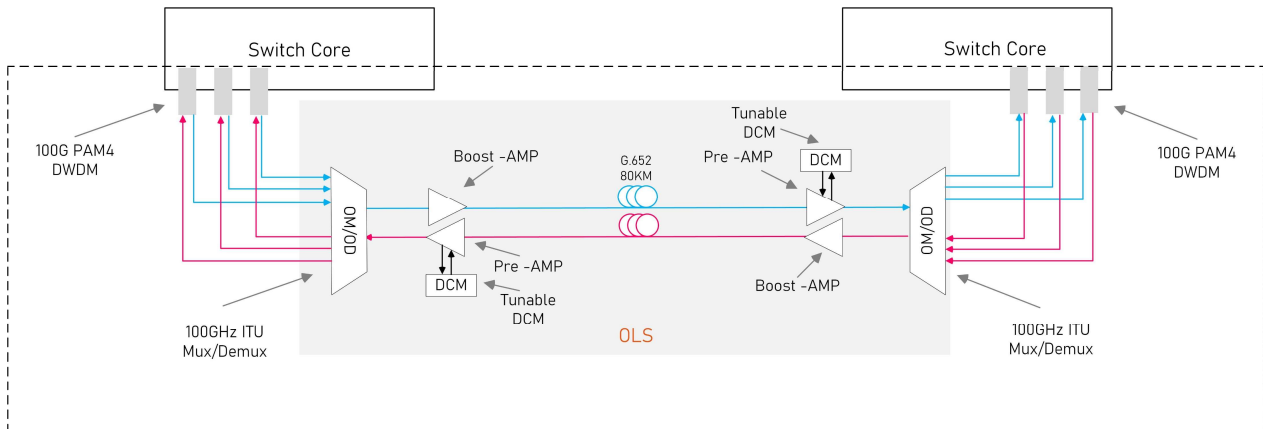 Switch Core
Switch Core
100G PAM4
DWDM
Boost -AMP
G.652
80KM
Tunable
DCM
Pre -AMP
DCM
100G PAM4
DWDM
OM/OD
OM/OD
Pre -AMP
DCM
Tunable
DCM
Boost -AMP
100GHz ITU
Mux/Demux
OLS
100GHz ITU
Mux/Demux